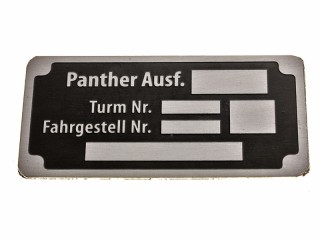 Panther Ausf.
Turm Nr.
Fahrgestell Nr.